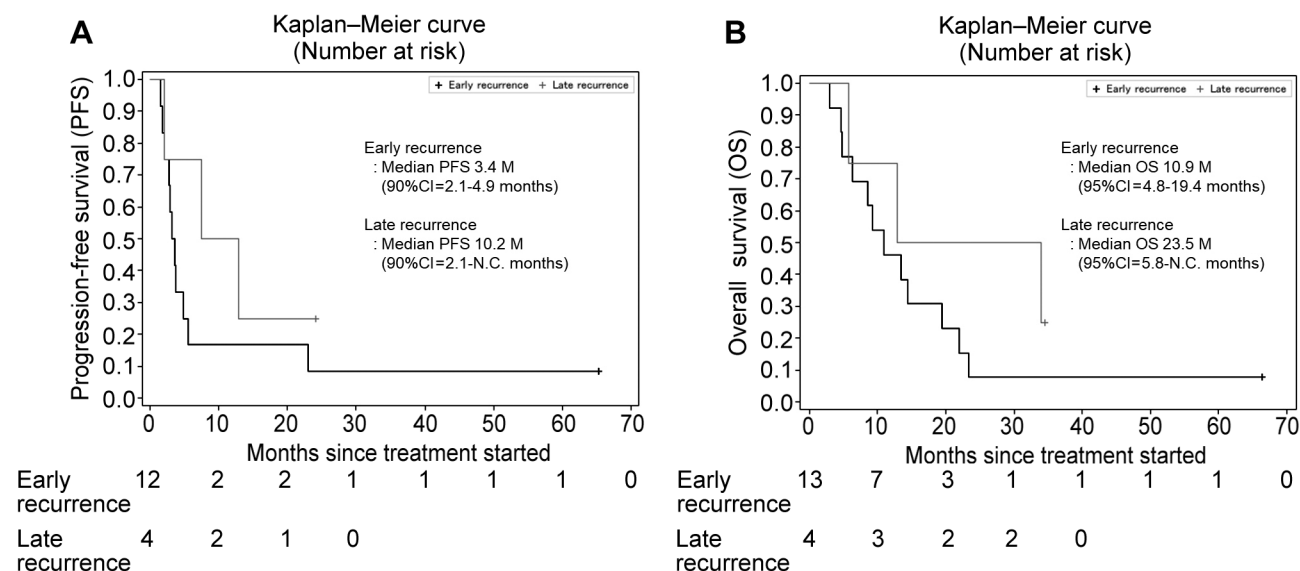 A
Kaplan–Meier curve
(Number at risk)
+ Early recurrence + Late recurrence
Progression-free survival (PFS)
1.0
0.9
0.8
0.7
0.6
0.5
0.4
0.3
0.2
0.1
0.0
Early recurrence
: Median PFS 3.4 M
(90%CI=2.1-4.9 months)
Late recurrence
: Median PFS 10.2 M
(90%CI=2.1-N.C. months)
0 10 20 30 40 50 60 70
Months since treatment started
Early recurrence 12 2 2 1 1 1 1 0
Late recurrence 4 2 1 0
B
Kaplan–Meier curve
(Number at risk)
+ Early recurrence + Late recurrence
Overall survival (OS)
1.0
0.9
0.8
0.7
0.6
0.5
0.4
0.3
0.2
0.1
0.0
Early recurrence
: Median OS 10.9 M
(95%CI=4.8-19.4 months)
Late recurrence
: Median OS 23.5 M
(95%CI=5.8-N.C. months)
0 10 20 30 40 50 60 70
Months since treatment started
Early recurrence 13 7 3 1 1 1 1 0
Late recurrence 4 3 2 2 0